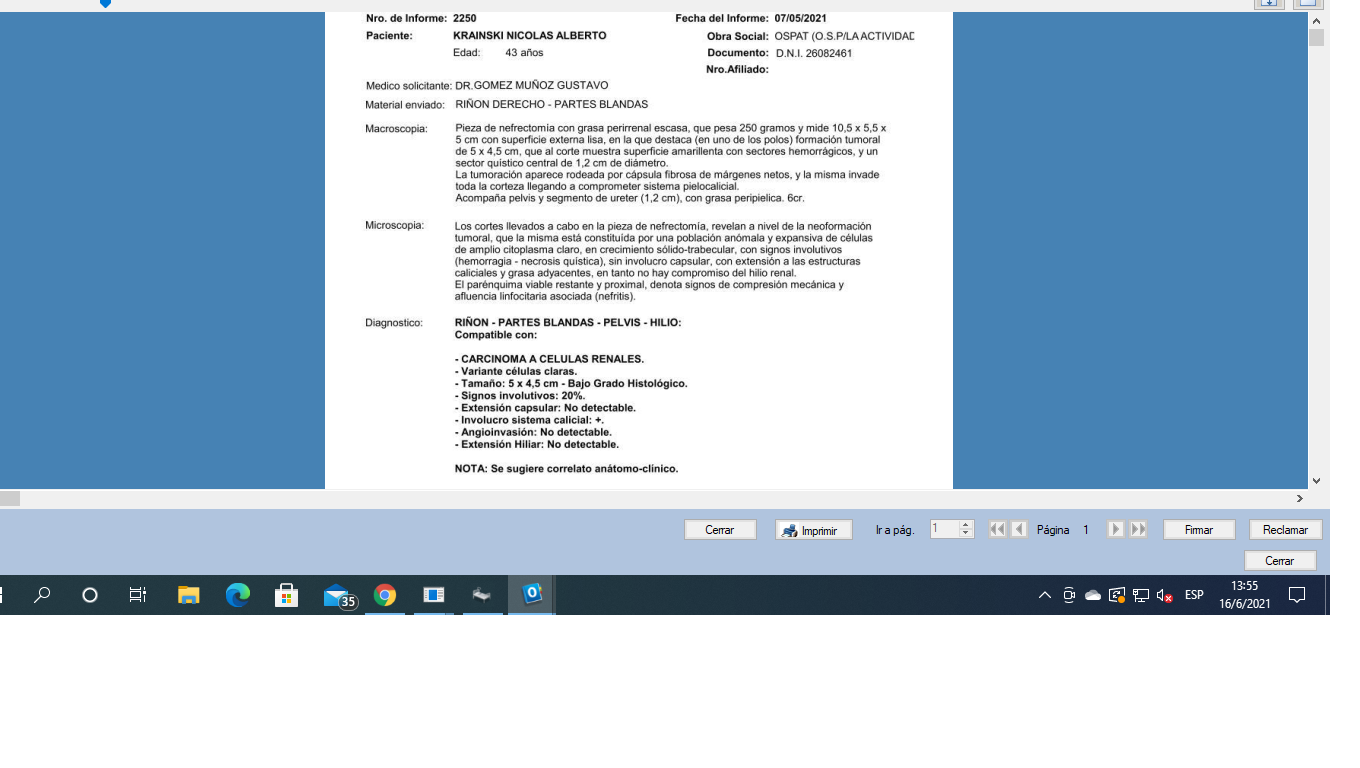 Nro. de Informe: 2250 Fecha del Informe: 07/05/2021
Paciente: KRAINSKI NICOLAS ALBERTO Obra Social: OSPAT (O.S.P/LA ACTIVIDAD
Edad: 43 años Documento: D.N.I. 26082461
Nro.Afiliado:
Medico solicitante: DR.GOMEZ MUÑOZ GUSTAVO
Material enviado: RIÑON DERECHO - PARTES BLANDAS
Macroscopia: Pieza de nefrectomía con grasa perirrenal escasa, que pesa 250 gramos y mide 10,5 x 5,5 x
5 cm con superficie externa lisa, en la que destaca (en uno de los polos) formación tumoral
de 5 x 4,5 cm, que al corte muestra superficie amarillenta con sectores hemorrágicos, y un
sector quístico central de 1,2 cm de diámetro.
La tumoración aparece rodeada por cápsula fibrosa de márgenes netos, y la misma invade
toda la corteza llegando a comprometer sistema pielocalicial.
Acompaña pelvis y segmento de ureter (1,2 cm), con grasa peripielica. 6cr.
Microscopia: Los cortes llevados a cabo en la pieza de nefrectomía, revelan a nivel de la neoformación
tumoral, que la misma está constituída por una población anómala y expansiva de células
de amplio citoplasma claro, en crecimiento sólido-trabecular, con signos involutivos
(hemorragia - necrosis quística), sin involucro capsular, con extensión a las estructuras
caliciales y grasa adyacentes, en tanto no hay compromiso del hilio renal.
El parénquima viable restante y proximal, denota signos de compresión mecánica y
afluencia linfocitaria asociada (nefritis).
Diagnostico: RIÑON - PARTES BLANDAS - PELVIS - HILIO:
Compatible con:
- CARCINOMA A CELULAS RENALES.
- Variante células claras.
- Tamaño: 5 x 4,5 cm - Bajo Grado Histológico.
- Signos involutivos: 20%.
- Extensión capsular: No detectable.
- Involucro sistema calicial: +.
- Angioinvasión: No detectable.
- Extensión Hiliar: No detectable.
NOTA: Se sugiere correlato anátomo-clínico.
Cerrar Imprimir Ir a pág. 1 Página 1 Firmar Reclamar
Cerrar
35 ESP 13:55
16/6/2021